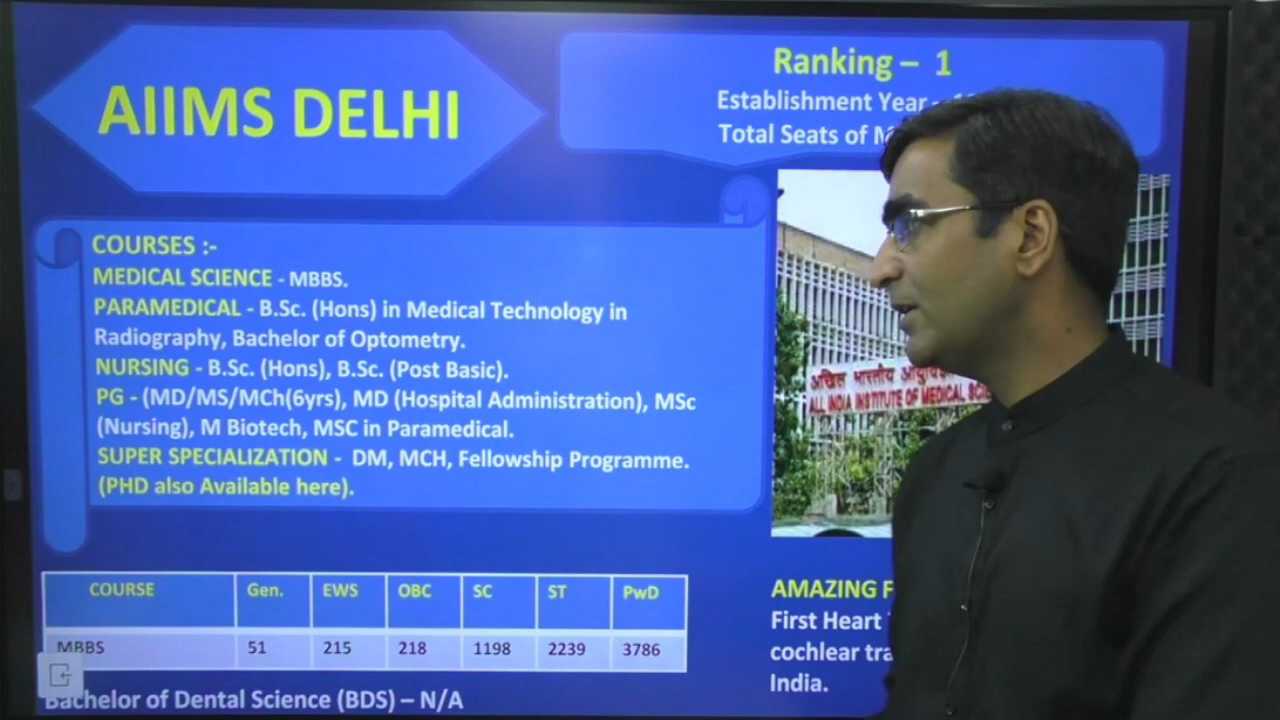 AIIMS DELHI
Ranking – 1
Establishment Year -
Total Seats of
COURSES :-
MEDICAL SCIENCE - MBBS.
PARAMEDICAL - B.Sc. (Hons) in Medical Technology in
Radiography, Bachelor of Optometry.
NURSING - B.Sc. (Hons), B.Sc. (Post Basic).
PG - (MD/MS/MCh(6yrs), MD (Hospital Administration), MSc
(Nursing), M Biotech, MSC in Paramedical.
SUPER SPECIALIZATION - DM, MCH, Fellowship Programme.
(PHD also Available here).
अखिल भारतीय
ALL INDIA INSTITUTE OF MEDICAL
COURSE Gen. EWS OBC SC ST PwD
MBBS 51 215 218 1198 2239 3786
Bachelor of Dental Science (BDS) – N/A
AMAZING
First Heart
cochlear
India.